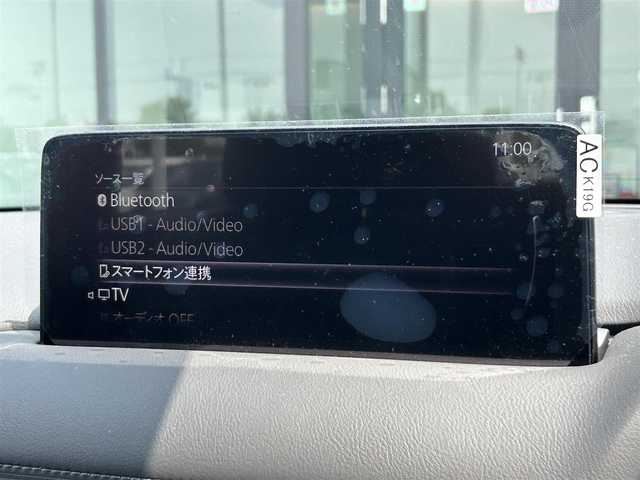 11:00
ソース一覧
Bluetooth
USB1 - Audio/Video
USB2 - Audio/Video
スマートフォン連携
TV
オーディオ OFF
AC K19G